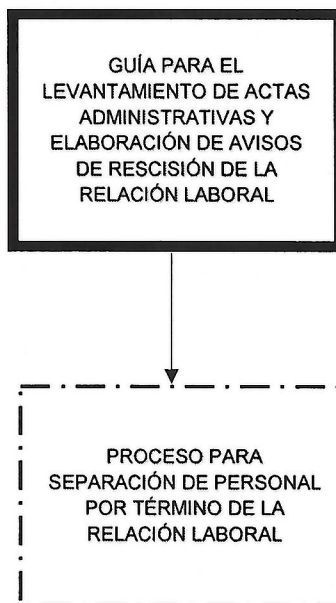 GUÍA PARA EL
LEVANTAMIENTO DE ACTAS
ADMINISTRATIVAS Y
ELABORACIÓN DE AVISOS
DE RESCISIÓN DE LA
RELACIÓN LABORAL
PROCESO PARA
SEPARACIÓN DE PERSONAL
POR TÉRMINO DE LA
RELACIÓN LABORAL